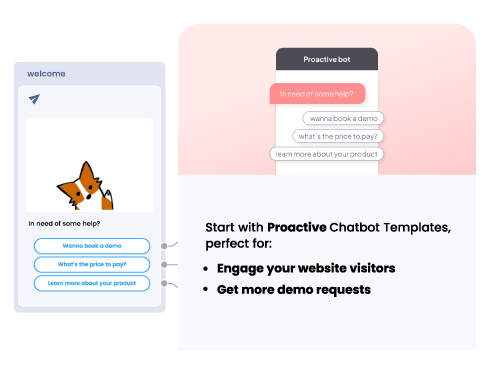 welcome
In need of some help?
Wanna book a demo
What's the price to pay?
Learn more about your product
Proactive bot
In need of some help?
wanna book a demo
what's the price to pay?
learn more about your product
Start with Proactive Chatbot Templates,
perfect for:
• Engage your website visitors
• Get more demo requests